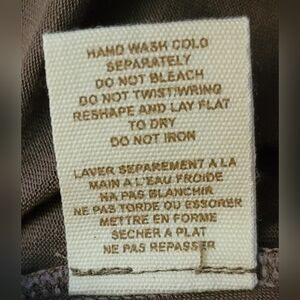 HAND WASH COLD
SEPARATELY
DO NOT BLEACH
DO NOT TWIST/WRING
RESHAPE AND LAY FLAT
TO DRY
DO NOT IRON
LAVER SEPAREMENT A LA
MAIN A L'EAU FROIDE
NA PAS BLANCHIR
NE PAS TORDE OU ESSORER
METTRE EN FORME
SECHER A PLAT
NE PAS REPASSER